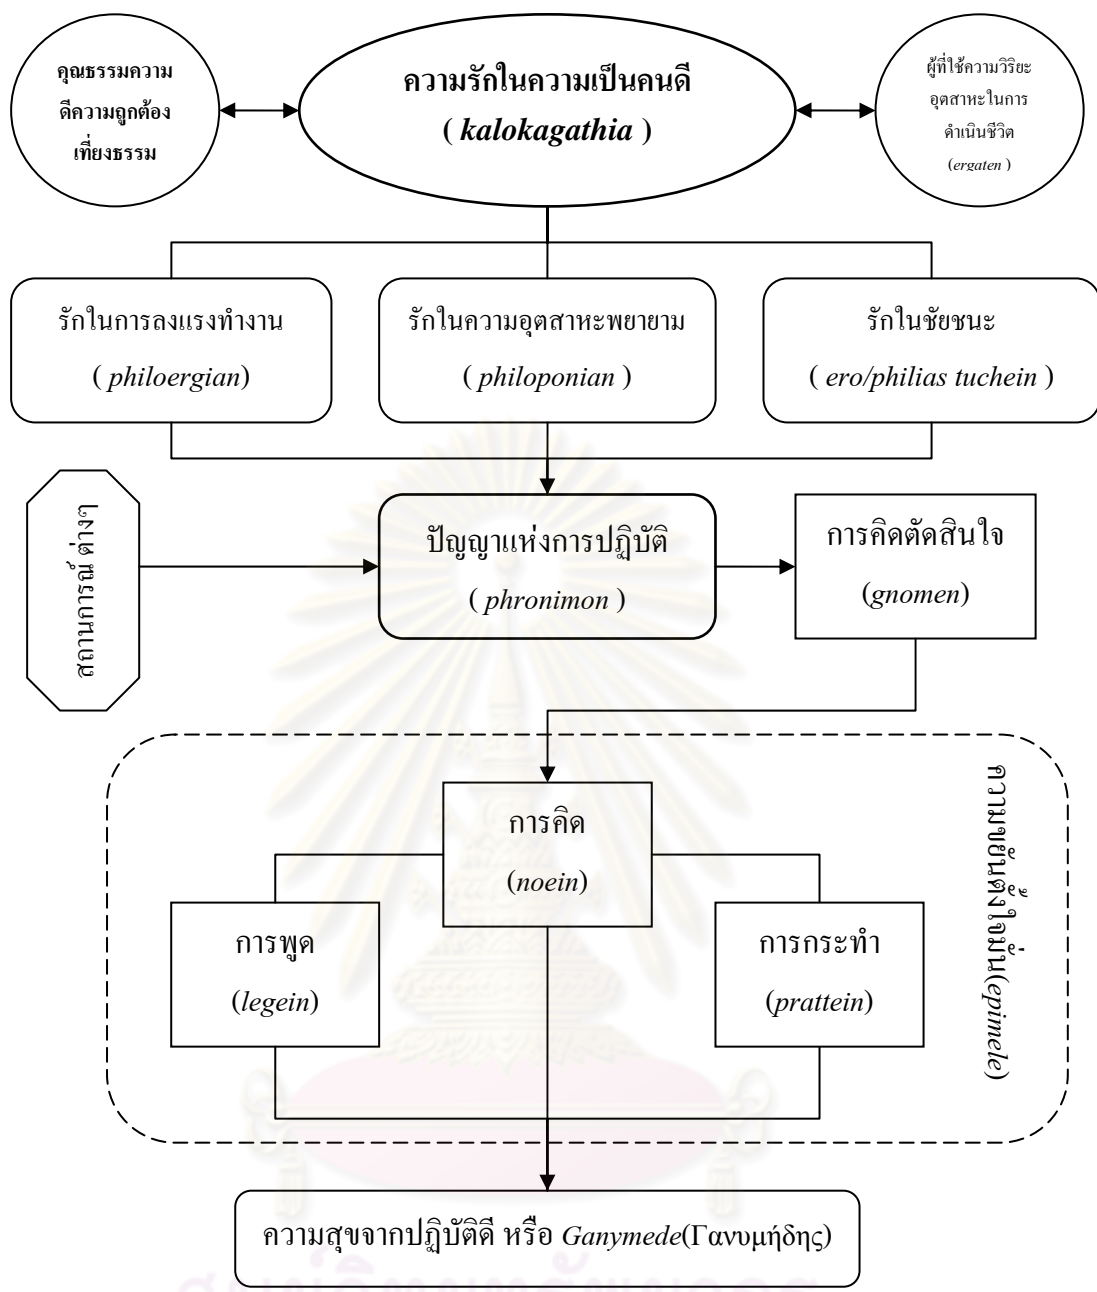 คุณธรรมความ
ดีความถูกต้อง
เที่ยงธรรม
ความรักในความเป็นคนดี
( kalokagathia )
ผู้ที่ใช้ความวิริยะ
อุตสาหะในการ
ดำเนินชีวิต
(ergaten )
รักในการลงแรงทำงาน
( philoergian)
รักในความอุตสาหะพยายาม
( philoponian )
รักในชัยชนะ
( ero/philias tuchein )
สถานการณ์ ต่างๆ
ปัญญาแห่งการปฏิบัติ
( phronimon )
การคิดตัดสินใจ
(gnomen)
ความขยันตั้งใจมั่น(epimele)
การคิด
(noein)
การพูด
(legein)
การกระทำ
(prattein)
ความสุขจากปฏิบัติดี หรือ Ganymede(Γανυμήδης)